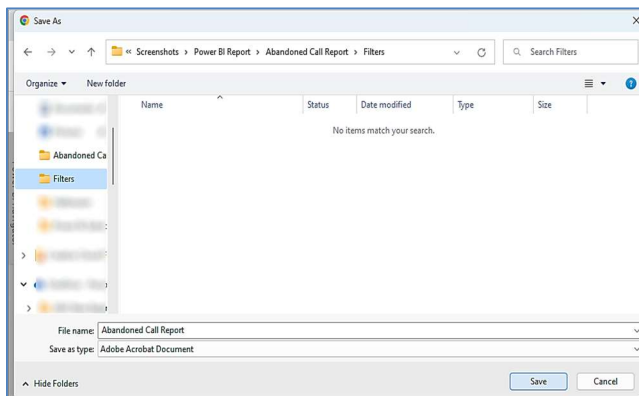 Save As
« Screenshots > Power BI Report > Abandoned Call Report > Filters
Search Filters
Organize New folder
Name Status Date modified Type Size
No items match your search.
Abandoned Ca
Filters
File name: Abandoned Call Report
Save as type: Adobe Acrobat Document
Hide Folders Save Cancel